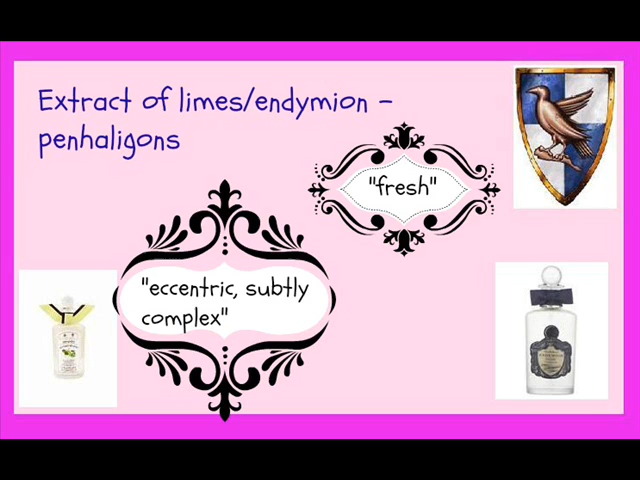 Extract of limes/endymion -
penhaligons
"fresh"
"eccentric, subtly
complex"